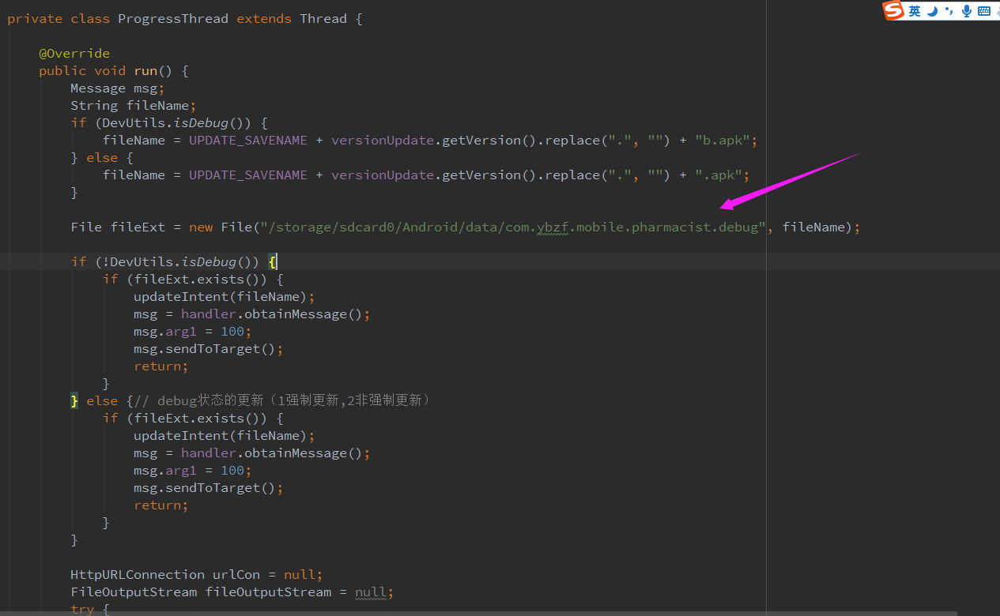 private class ProgressThread extends Thread {
S英
@Override
public void run() {
Message msg;
String fileName;
if (DevUtils.isDebug()) {
fileName = UPDATE_SAVENAME + versionUpdate.getVersion().replace(".", "") + "b.apk";
} else {
fileName = UPDATE_SAVENAME + versionUpdate.getVersion().replace(".", "") + ".apk";
}
File fileExt = new File("/storage/sdcard0/Android/data/com.ybzf.mobile.pharmacist.debug", fileName);
if (!DevUtils.isDebug()) {
if (fileExt.exists()) {
updateIntent(fileName);
msg = handler.obtainMessage();
msg.arg1 = 100;
msg.sendToTarget();
return;
}
} else {// debug状态的更新（1强制更新,2非强制更新）
if (fileExt.exists()) {
updateIntent(fileName);
msg = handler.obtainMessage();
msg.arg1 = 100;
msg.sendToTarget();
return;
}
}
HttpURLConnection urlCon = null;
FileOutputStream fileOutputStream = null;
try {